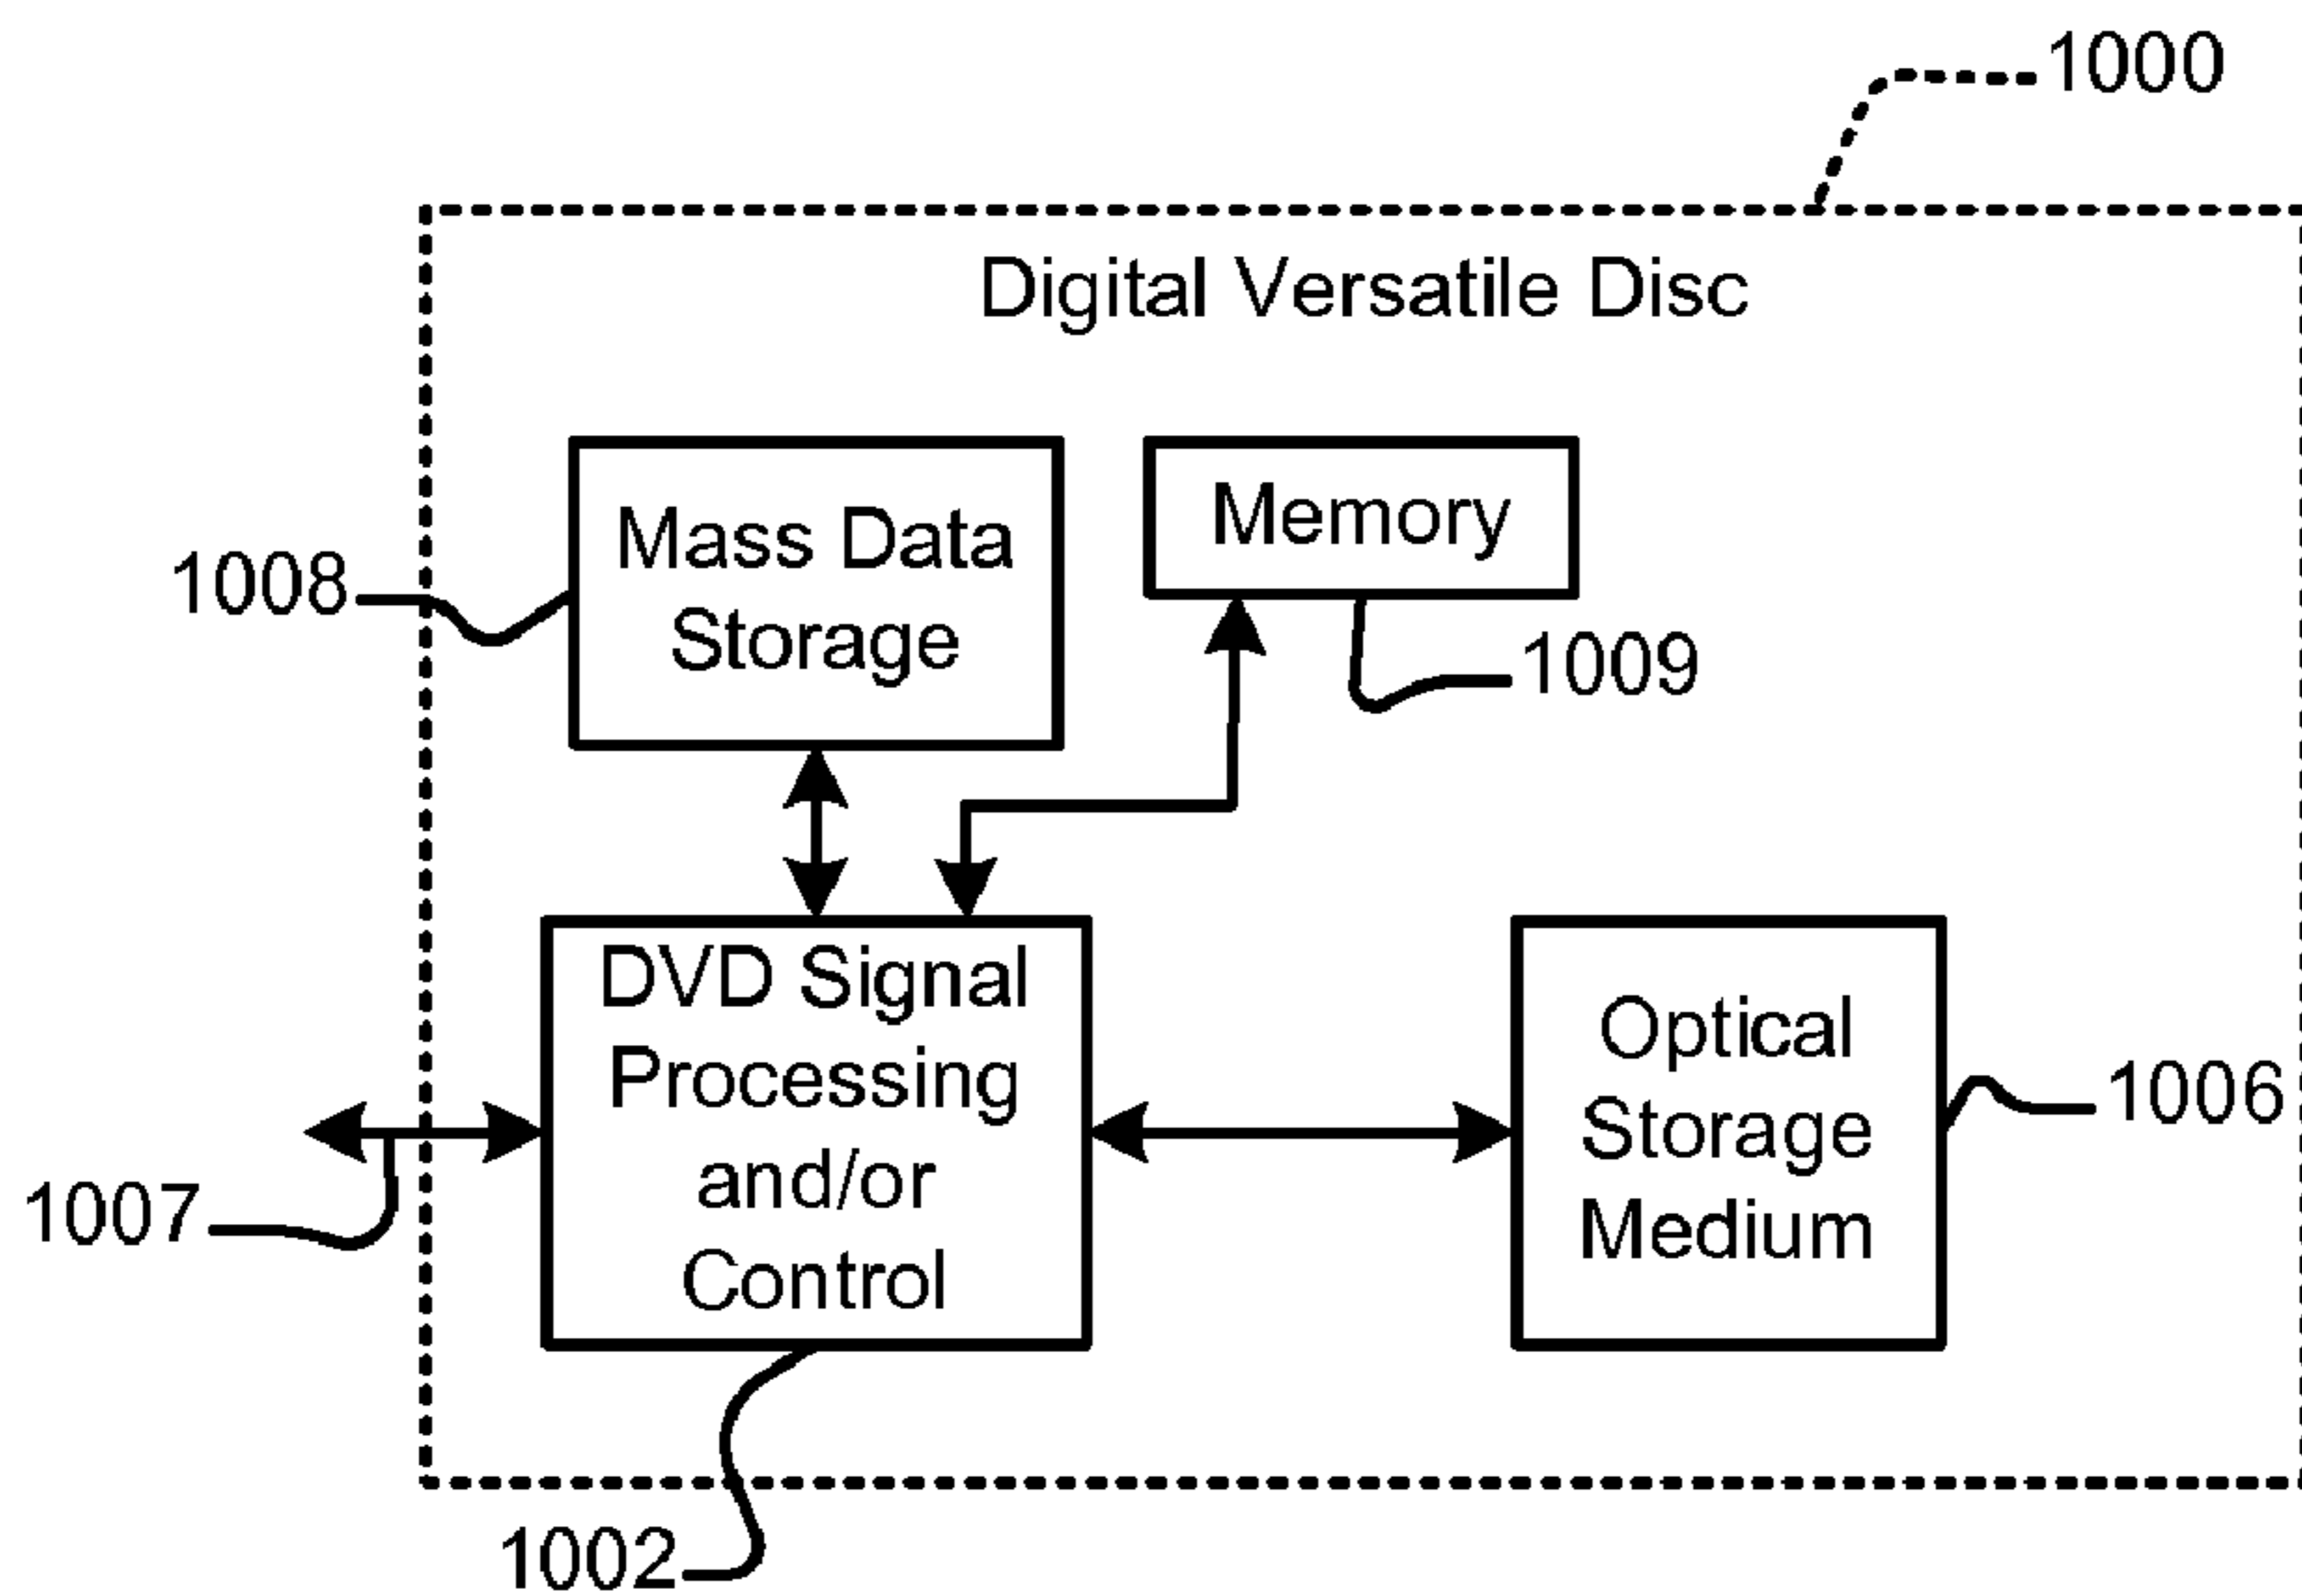 1000
Digital Versatile Disc
Mass Data
Storage
Memory
1008
1009
DVD Signal
Processing
and/or
Control
Optical
Storage
Medium
1006
1007
1002